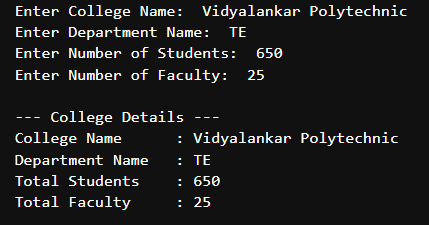 Enter College Name:  Vidyalankar Polytechnic
Enter Department Name:  TE
Enter Number of Students:  650
Enter Number of Faculty:  25

--- College Details ---
College Name     : Vidyalankar Polytechnic
Department Name  : TE
Total Students   : 650
Total Faculty    : 25